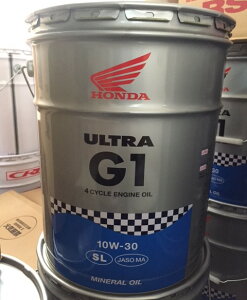 HONDA
ULTRA
G1
4 CYCLE ENGINE OIL
10W-30
SL JASO MA
MINERAL OIL